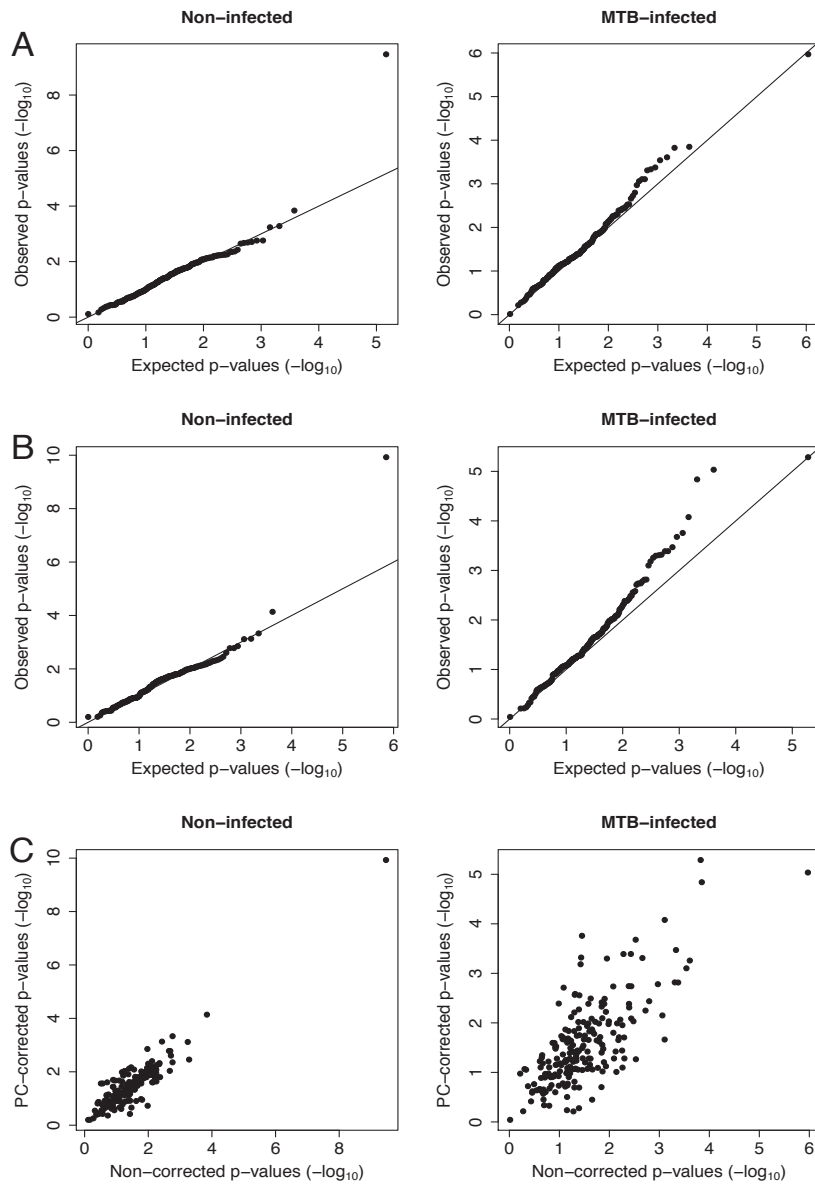 A
Non−infected
Observed p−values (−log10)
8
6
4
2
0
0 1 2 3 4 5
Expected p−values (−log10)
MTB−infected
Observed p−values (−log10)
6
5
4
3
2
1
0
0 1 2 3 4 5 6
Expected p−values (−log10)
B
Non−infected
Observed p−values (−log10)
10
8
6
4
2
0
0 1 2 3 4 5 6
Expected p−values (−log10)
MTB−infected
Observed p−values (−log10)
5
4
3
2
1
0
0 1 2 3 4 5
Expected p−values (−log10)
C
Non−infected
PC−corrected p−values (−log10)
10
8
6
4
2
0
0 2 4 6 8
Non−corrected p−values (−log10)
MTB−infected
PC−corrected p−values (−log10)
5
4
3
2
1
0
0 1 2 3 4 5 6
Non−corrected p−values (−log10)